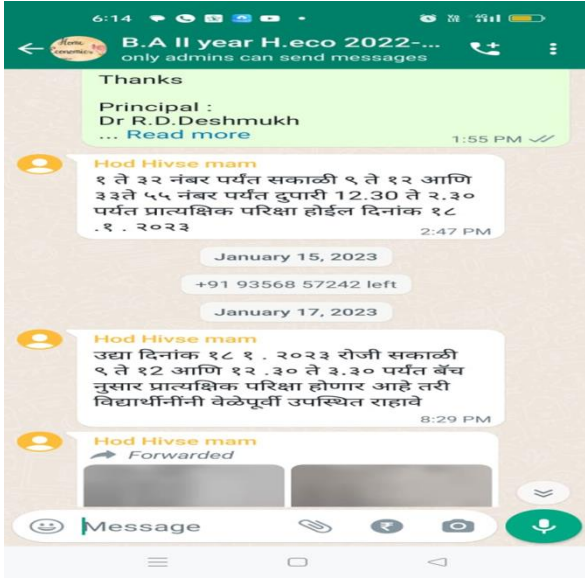 6:14
B.A II year H.eco 2022-...
only admins can send messages
Thanks
Principal :
Dr R.D.Deshmukh
... Read more
1:55 PM
Hod Hivse mam
१ ते ३२ नंबर पर्यंत सकाळी ९ ते १२ आणि
३३ते ५५ नंबर पर्यंत दुपारी 12.30 ते २.३०
पर्यंत प्रात्यक्षिक परिक्षा होईल दिनांक १८
.१ . २०२३
2:47 PM
January 15, 2023
+91 93568 57242 left
January 17, 2023
Hod Hivse mam
उद्या दिनांक १८ १ . २०२३ रोजी सकाळी
९ ते १2 आणि १२ .३० ते ३.३० पर्यंत बॅच
नुसार प्रात्यक्षिक परिक्षा होणार आहे तरी
विद्यार्थीनींनी वेळेपूर्वी उपस्थित राहावे
8:29 PM
Hod Hivse mam
Forwarded
Message